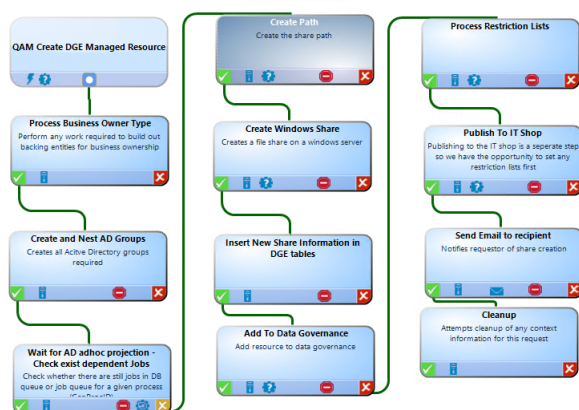 QAM Create DGE Managed Resource
Process Business Owner Type
Perform any work required to build out
backing entities for business ownership
Create and Nest AD Groups
Creates all Acitve Directory groups
required
Wait for AD adhoc projection -
Check exist dependent Jobs
Check whether there are still jobs in DB
queue or job queue for a given process
Create Path
Create the share path
Create Windows Share
Creates a file share on a windows server
Insert New Share Information in
DGE tables
Add To Data Governance
Add resource to data governance
Process Restriction Lists
Publish To IT Shop
Publishing to the IT shop is a seperate step
so we have the opportunity to set any
restriction lists first
Send Email to recipient
Notifies requestor of share creation
Cleanup
Attempts cleanup of any context
information for this request